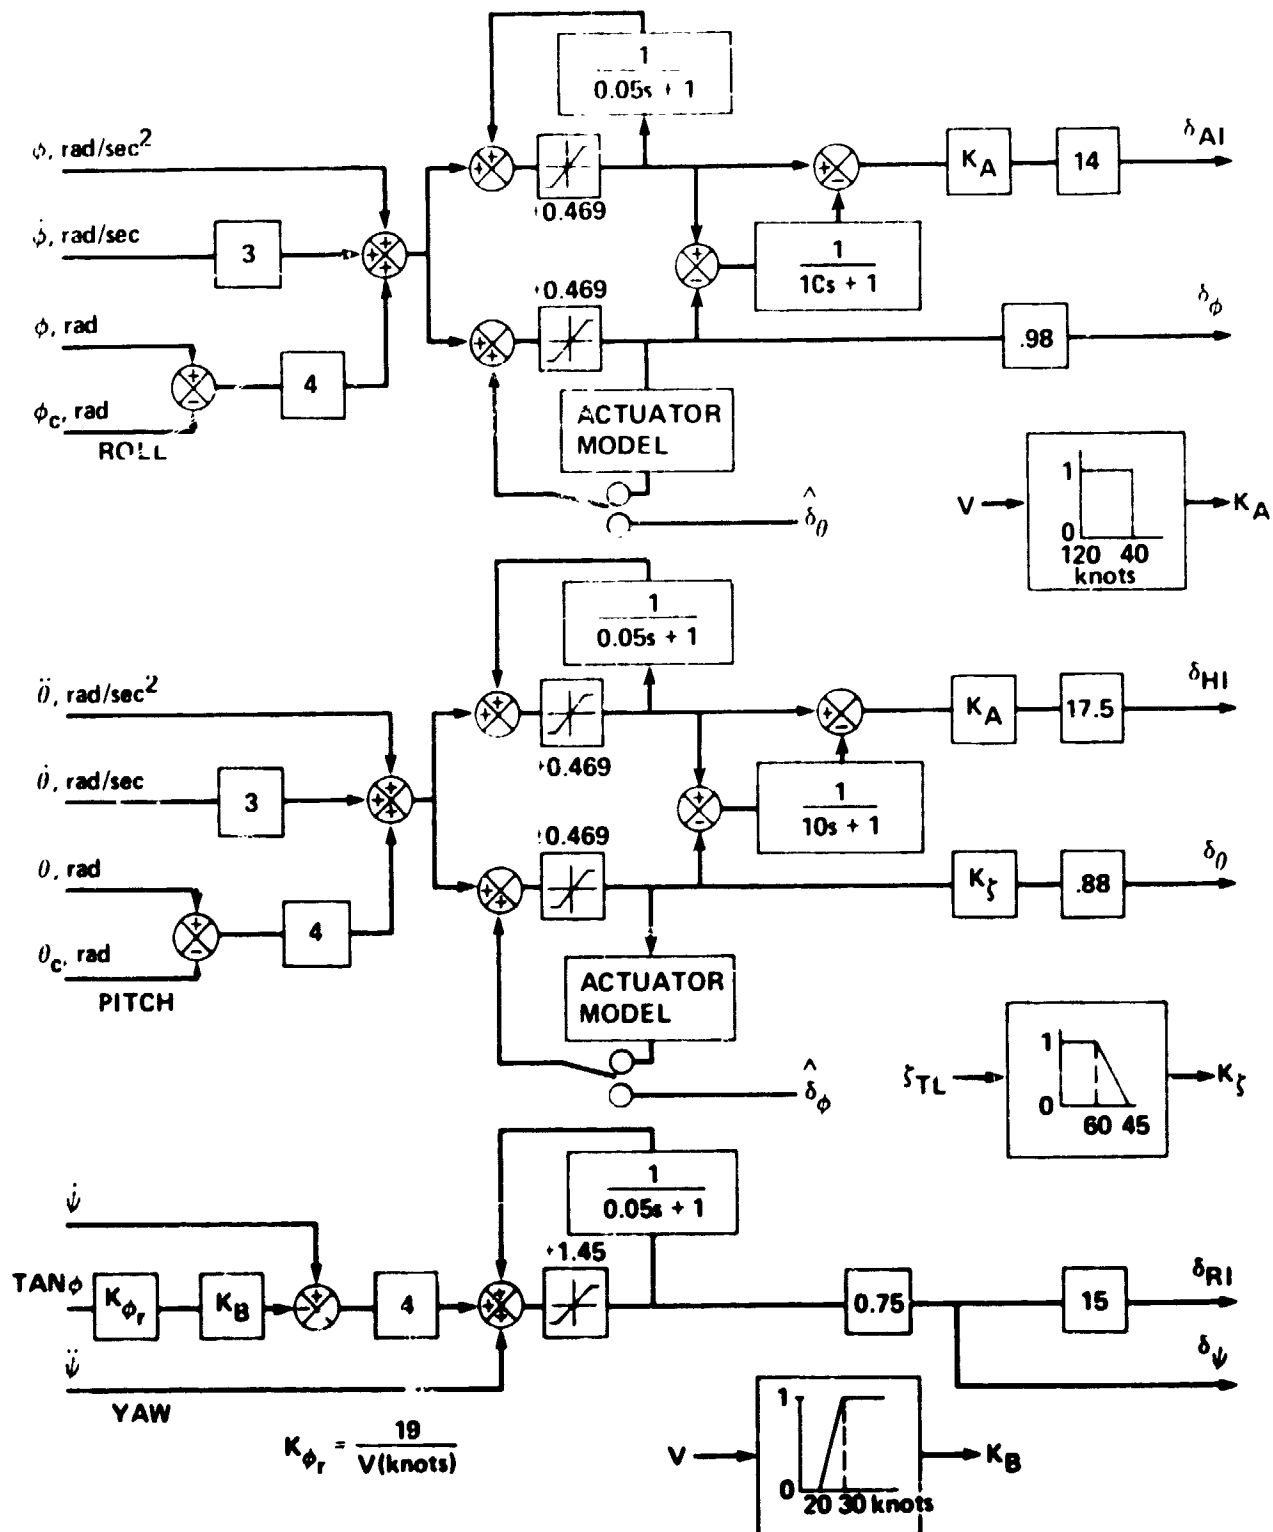 1
0.05s + 1
ϕ, rad/sec²
δAI
KA
14
0.469
ϕ̇, rad/sec
3
1
10s + 1
0.469
δϕ
.98
ϕ, rad
4
ϕc, rad
ROLL
ACTUATOR
MODEL
δ̂θ
V
1
0
120 40
knots
KA
1
0.05s + 1
θ̈, rad/sec²
δHI
KA
17.5
+0.469
θ̇, rad/sec
3
1
10s + 1
0.469
θ, rad
Kζ
.88
δθ
4
θc, rad
PITCH
ACTUATOR
MODEL
δ̂ϕ
ζTL
1
0
60 45
Kζ
1
0.05s + 1
ψ̇
+1.45
TANϕ
Kϕr
KB
4
0.75
15
δRI
ψ̈
δψ
YAW
Kϕr = 19
V(knots)
V
1
0
20 30 knots
KB